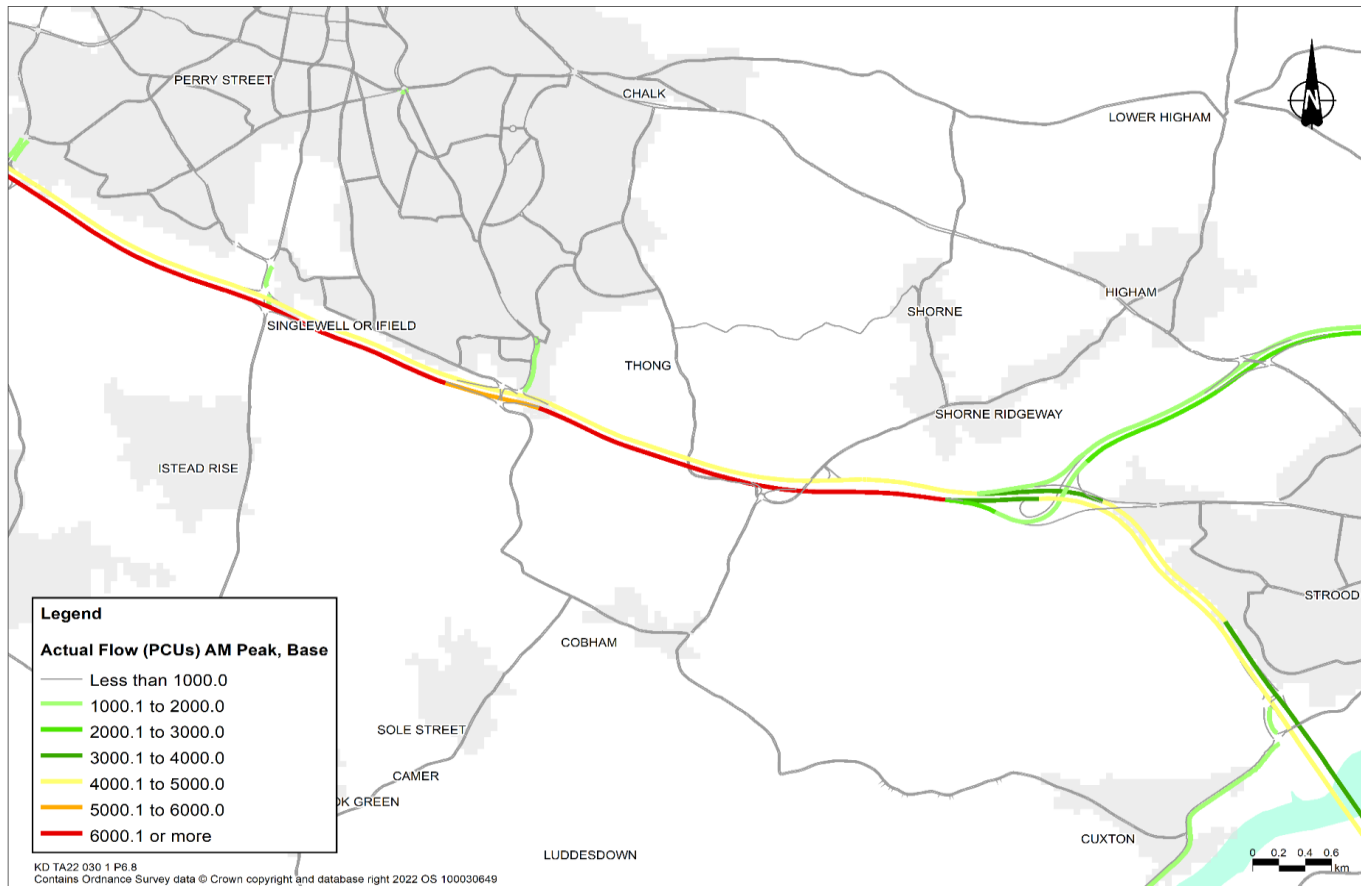 PERRY STREET
CHALK
LOWER HIGHAM
N
HIGHAM
SHORNE
SINGLEWELL OR IFIELD
THONG
SHORNE RIDGEWAY
ISTEAD RISE
STROOD
COBHAM
SOLE STREET
CAMER
OK GREEN
CUXTON
LUDDESDOWN
Legend
Actual Flow (PCUs) AM Peak, Base
Less than 1000.0
1000.1 to 2000.0
2000.1 to 3000.0
3000.1 to 4000.0
4000.1 to 5000.0
5000.1 to 6000.0
6000.1 or more
0 0.2 0.4 0.6
km
KD TA22 030 1 P6.8
Contains Ordnance Survey data © Crown copyright and database right 2022 OS 100030649